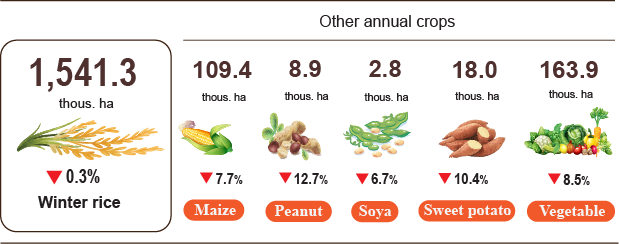 Other annual crops
1,541.3
thous. ha
▼ 0.3%
Winter rice
109.4
thous. ha
▼ 7.7%
Maize
8.9
thous. ha
▼ 12.7%
Peanut
2.8
thous. ha
▼ 6.7%
Soya
18.0
thous. ha
▼ 10.4%
Sweet potato
163.9
thous. ha
▼ 8.5%
Vegetable